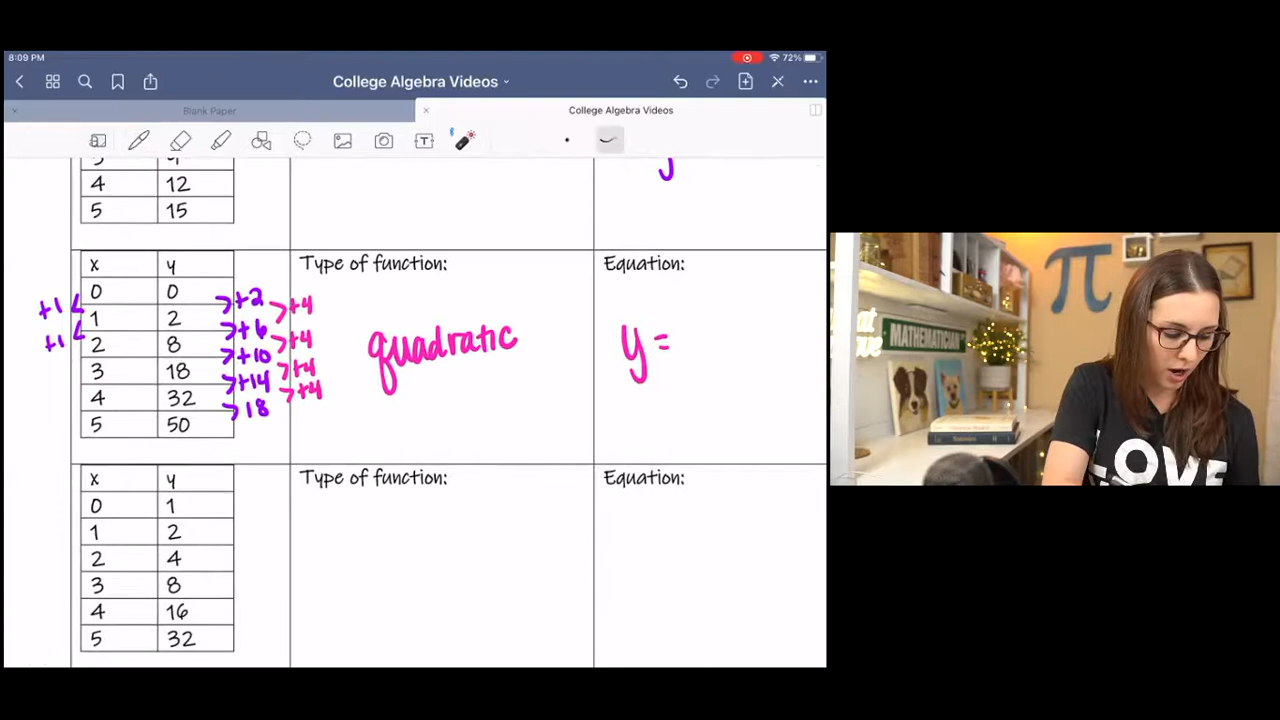 8:09 PM
72%
College Algebra Videos
Blank Paper
College Algebra Videos
T
4 12
5 15
y
x y
0 0
1 2
2 8
3 18
4 32
5 50
+1 <
+1 <
> +2
> +6
> +10
> +14
> 18
> +4
> +4
> +4
> +4
Type of function:
quadratic
Equation:
y =
x y
0 1
1 2
2 4
3 8
4 16
5 32
Type of function:
Equation:
π
MATHEMATICIAN
LOVE